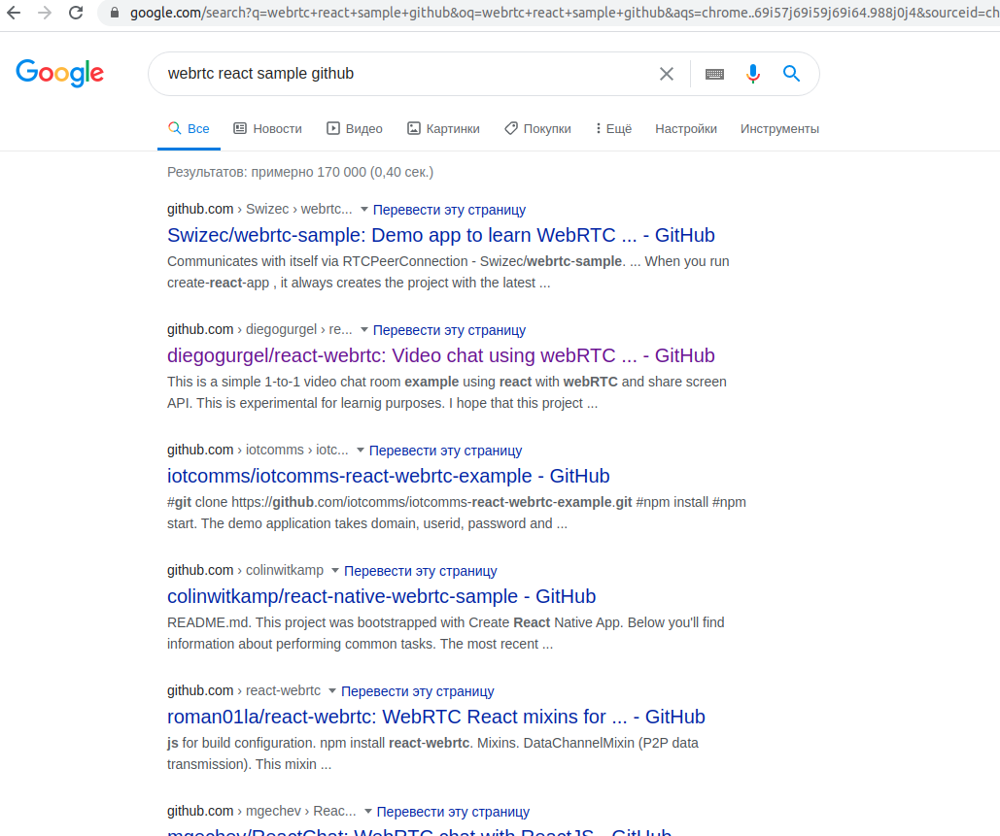 google.com/search?q=webrtc+react+sample+github&oq=webrtc+react+sample+github&aqs=chrome..69i57j69i59j69i64.988j0j4&sourceid=ch
Google
webrtc react sample github
Все Новости Видео Картинки Покупки Ещё Настройки Инструменты
Результатов: примерно 170 000 (0,40 сек.)
github.com › Swizec › webrtc... Перевести эту страницу
Swizec/webrtc-sample: Demo app to learn WebRTC ... - GitHub
Communicates with itself via RTCPeerConnection - Swizec/webrtc-sample. ... When you run
create-react-app , it always creates the project with the latest ...
github.com › diegogurgel › re... Перевести эту страницу
diegogurgel/react-webrtc: Video chat using webRTC ... - GitHub
This is a simple 1-to-1 video chat room example using react with webRTC and share screen
API. This is experimental for learnig purposes. I hope that this project ...
github.com › iotcomms › iotc... Перевести эту страницу
iotcomms/iotcomms-react-webrtc-example - GitHub
#git clone https://github.com/iotcomms/iotcomms-react-webrtc-example.git #npm install #npm
start. The demo application takes domain, userid, password and ...
github.com › colinwitkamp Перевести эту страницу
colinwitkamp/react-native-webrtc-sample - GitHub
README.md. This project was bootstrapped with Create React Native App. Below you'll find
information about performing common tasks. The most recent ...
github.com › react-webrtc Перевести эту страницу
roman01la/react-webrtc: WebRTC React mixins for ... - GitHub
js for build configuration. npm install react-webrtc. Mixins. DataChannelMixin (P2P data
transmission). This mixin ...
github.com › mgechev › Reac... Перевести эту страницу
mgechev/ReactChat: WebRTC chat with ReactJS - GitHub